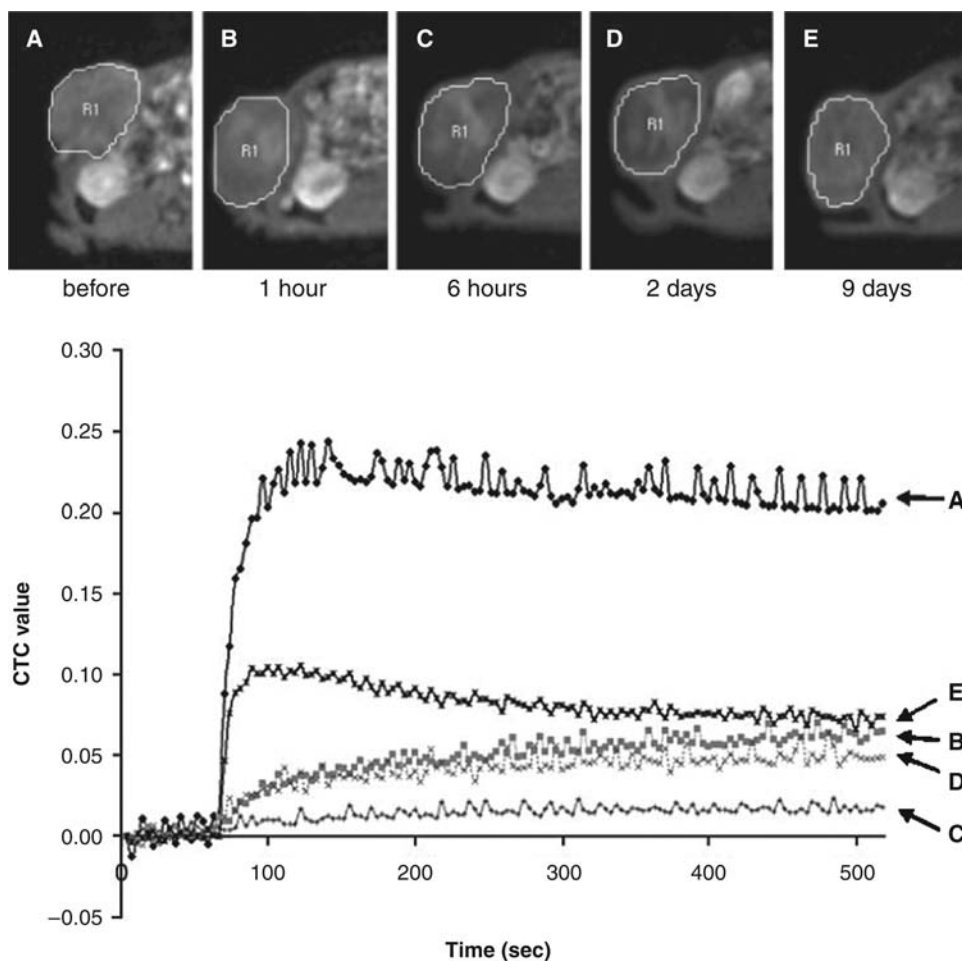 A B C D E
R1 R1 R1 R1 R1
before 1 hour 6 hours 2 days 9 days
0.30
0.25
0.20
0.15
0.10
0.05
0.00
−0.05
CTC value
A
E
B
D
C
0 100 200 300 400 500
Time (sec)